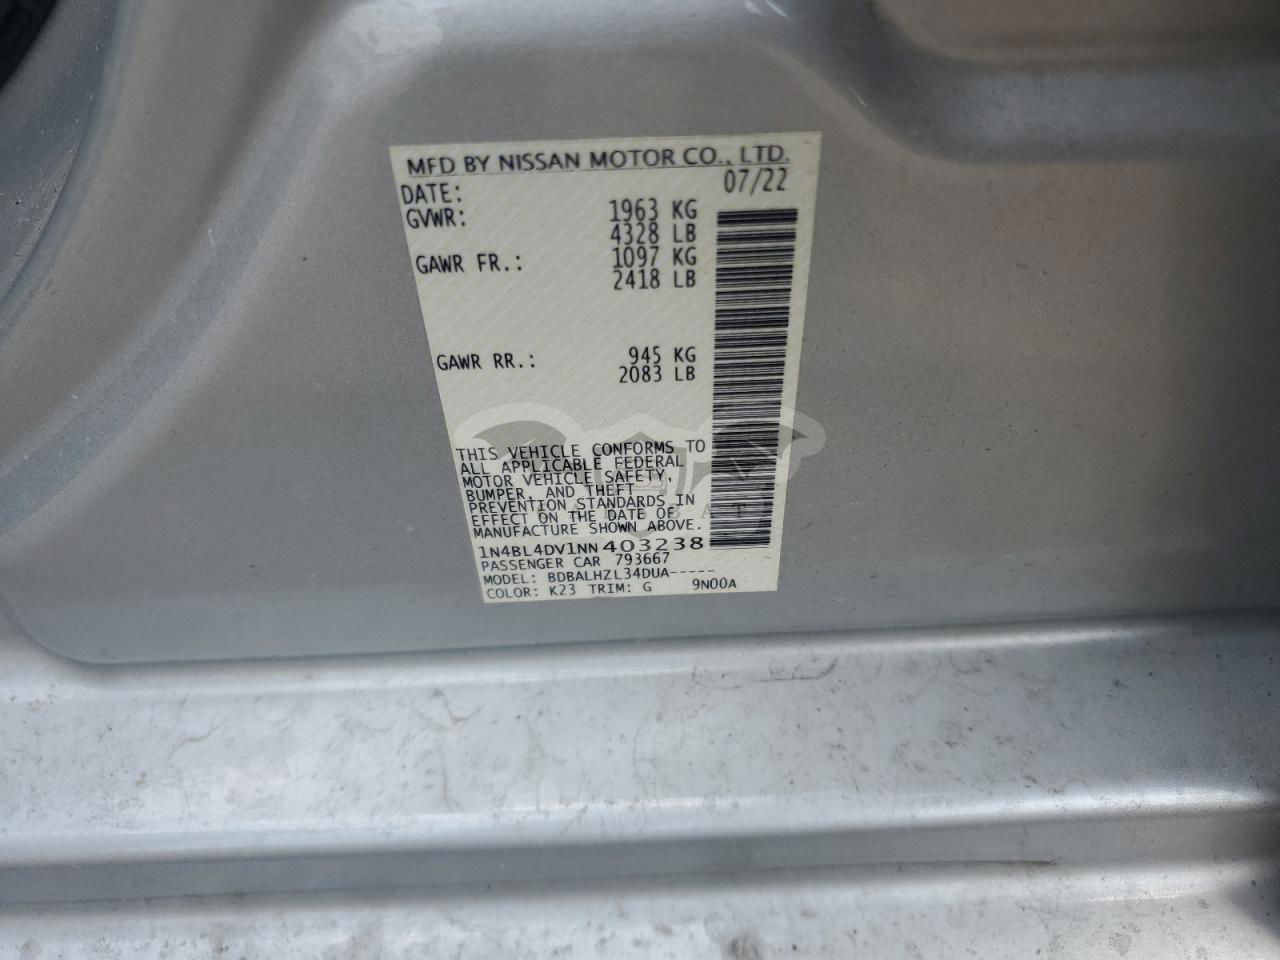 MFD BY NISSAN MOTOR CO., LTD.
DATE: 07/22
GVWR: 1963 KG
4328 LB
GAWR FR.: 1097 KG
2418 LB
GAWR RR.: 945 KG
2083 LB
THIS VEHICLE CONFORMS TO
ALL APPLICABLE FEDERAL
MOTOR VEHICLE SAFETY,
BUMPER, AND THEFT
PREVENTION STANDARDS IN
EFFECT ON THE DATE OF
MANUFACTURE SHOWN ABOVE.
1N4BL4DV1NN403238
PASSENGER CAR 793667
MODEL: BDBALHZL34DUA-----
COLOR: K23 TRIM: G 9N00A